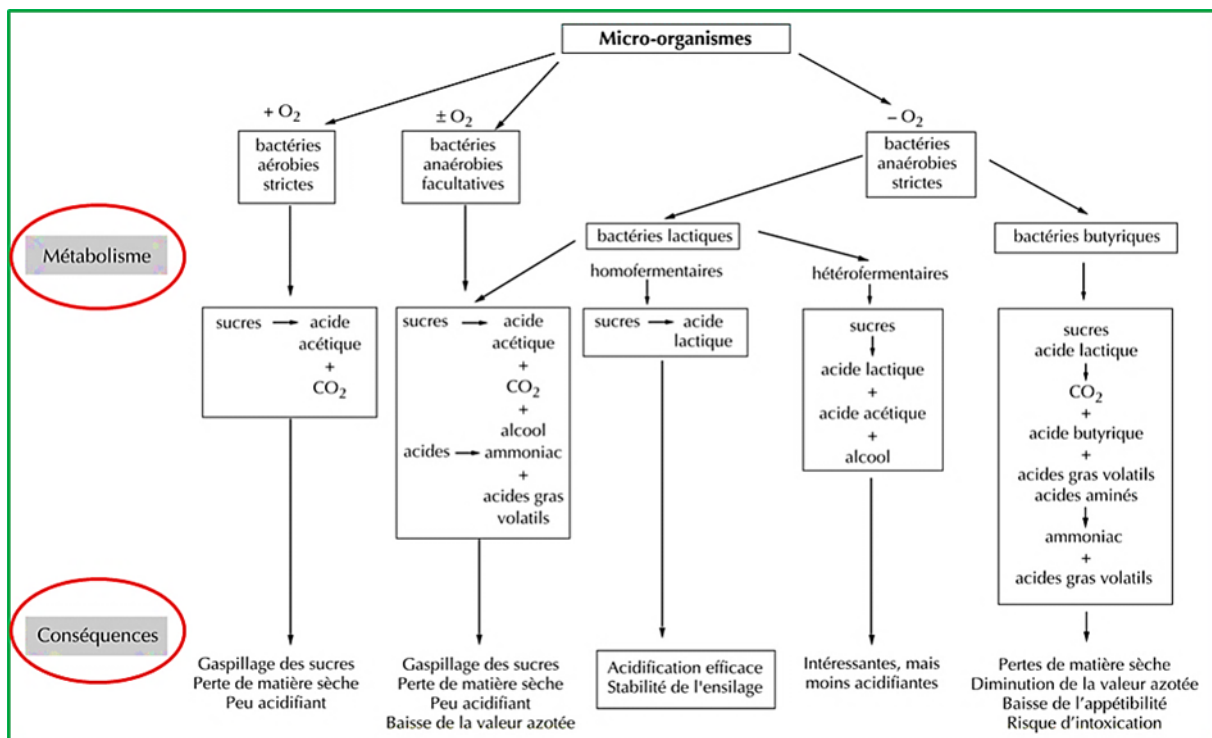 Micro-organismes
+ O2
± O2
– O2
bactéries
aérobies
strictes
bactéries
anaérobies
facultatives
bactéries
anaérobies
strictes
Métabolisme
bactéries lactiques
bactéries butyriques
homofermentaires
hétérofermentaires
sucres → acide
acétique
+
CO2
sucres → acide
acétique
+
CO2
+
alcool
acides → ammoniac
+
acides gras
volatils
sucres → acide
lactique
sucres
acide lactique
+
acide acétique
+
alcool
sucres
acide lactique
CO2
+
acide butyrique
+
acides gras volatils
acides aminés
ammoniac
+
acides gras volatils
Conséquences
Gaspillage des sucres
Perte de matière sèche
Peu acidifiant
Gaspillage des sucres
Perte de matière sèche
Peu acidifiant
Baisse de la valeur azotée
Acidification efficace
Stabilité de l'ensilage
Intéressantes, mais
moins acidifiantes
Pertes de matière sèche
Diminution de la valeur azotée
Baisse de l'appétibilité
Risque d'intoxication